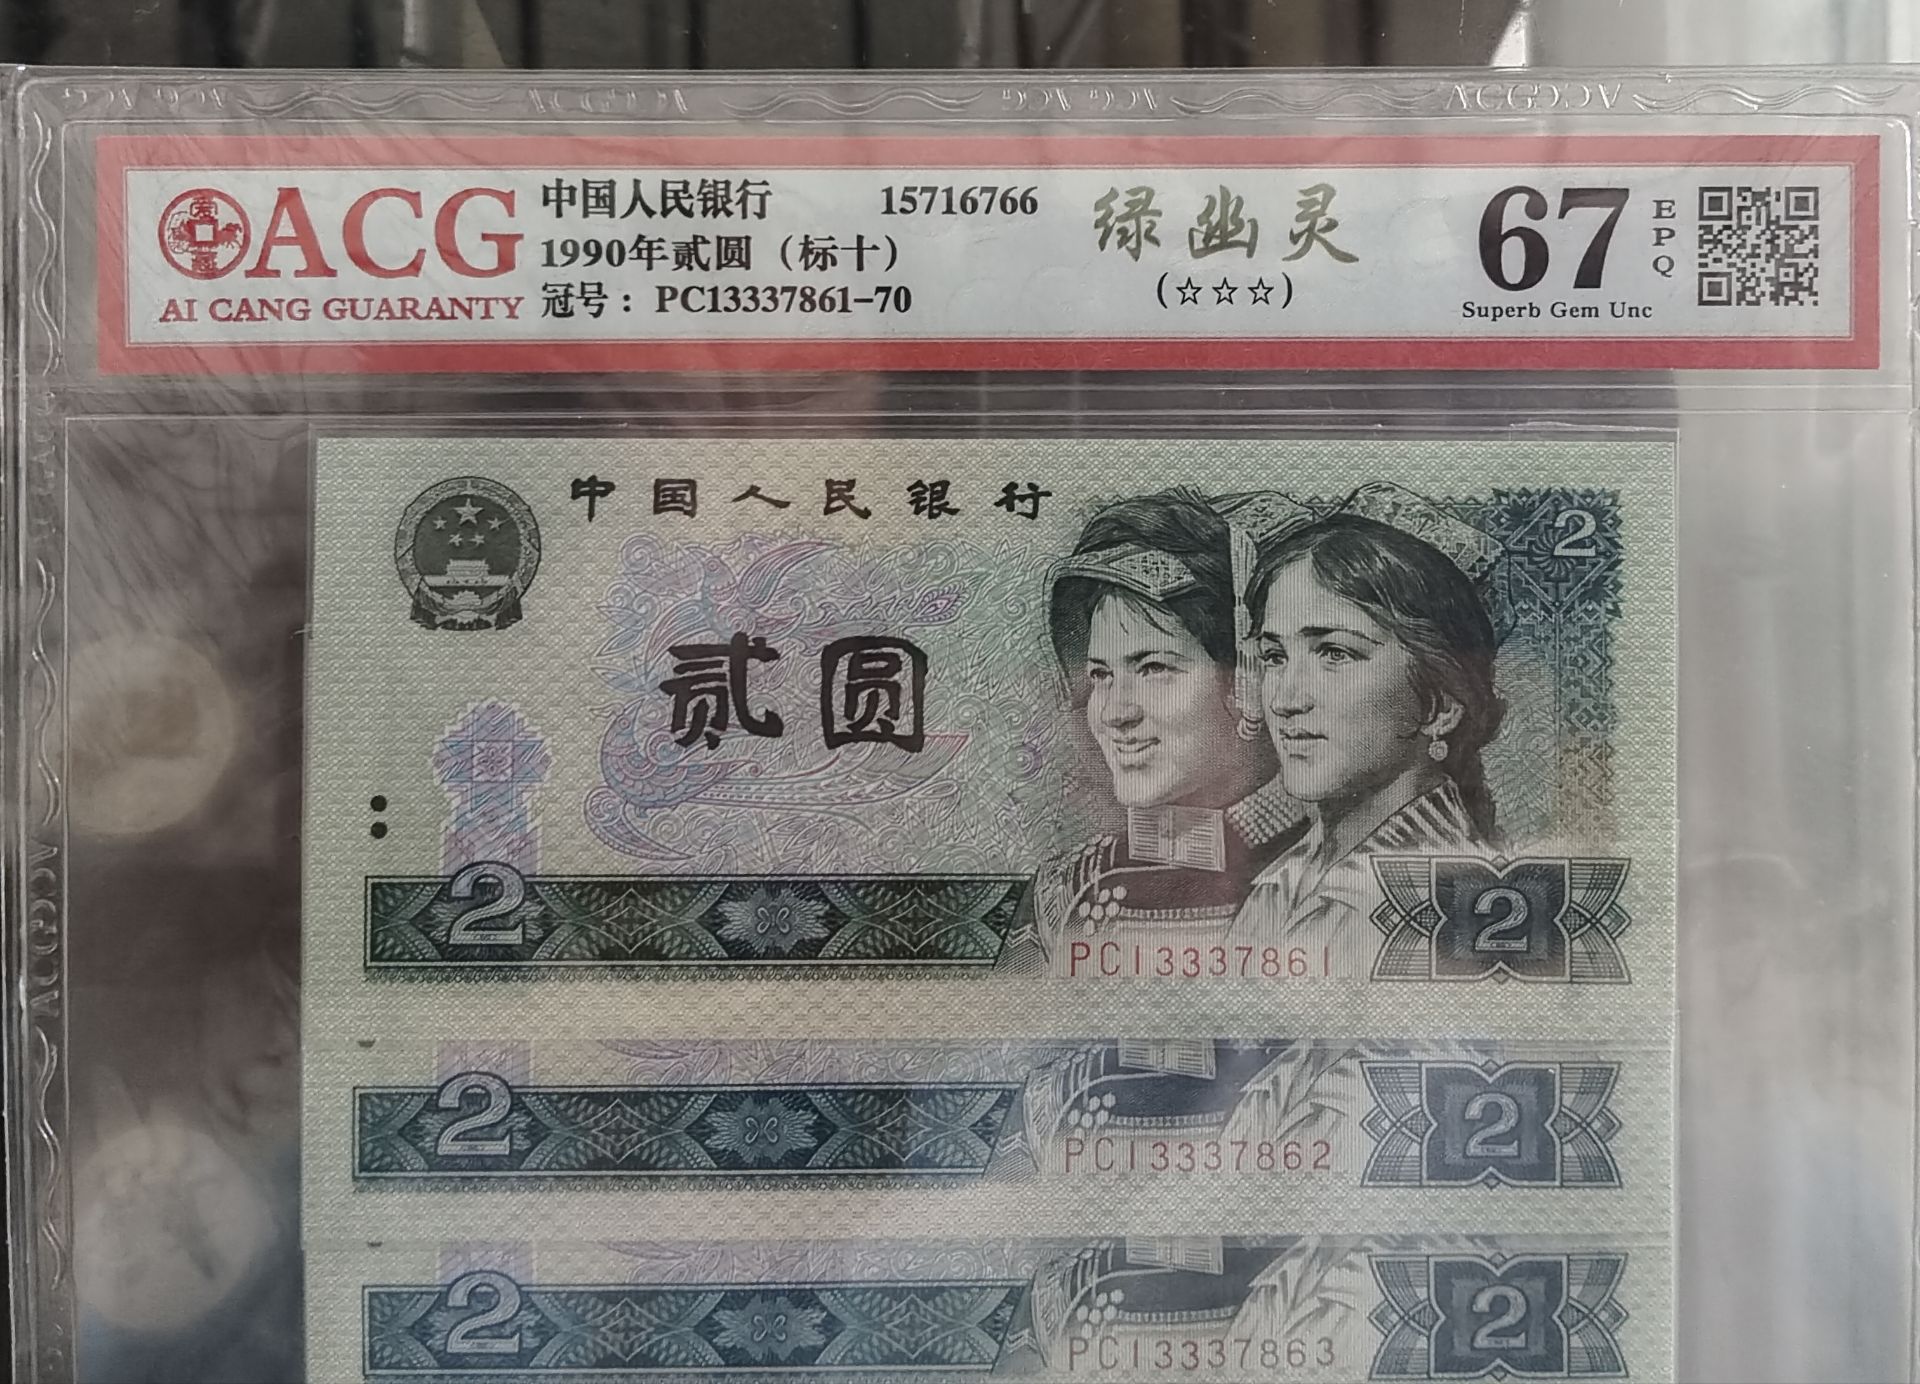 ACG
AI CANG GUARANTY
中国人民银行 15716766
1990年贰圆（标十）
冠号：PC13337861-70
绿幽灵
(☆☆☆)
67
EPQ
Superb Gem Unc
中国人民银行
2
贰圆
2
PC13337861
2
2
PC13337862
2
2
PC13337863
2